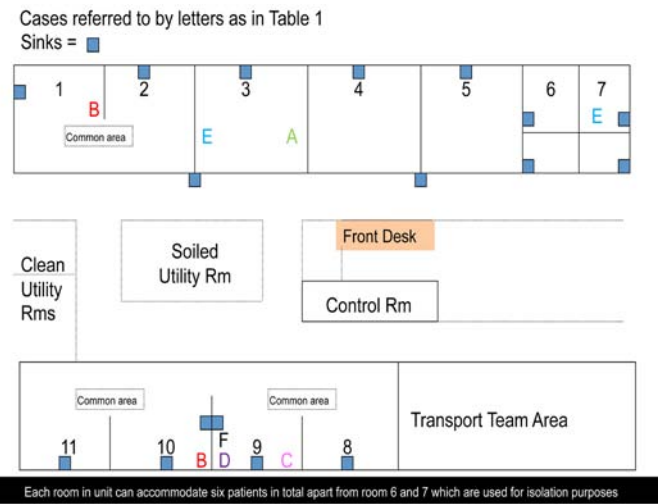 Cases referred to by letters as in Table 1
Sinks =
1 2 3 4 5 6 7
B E
Common area E A
Front Desk
Soiled
Utility Rm
Clean
Utility
Rms
Control Rm
Common area Common area
Transport Team Area
F
11 10 9 8
B D C
Each room in unit can accommodate six patients in total apart from room 6 and 7 which are used for isolation purposes